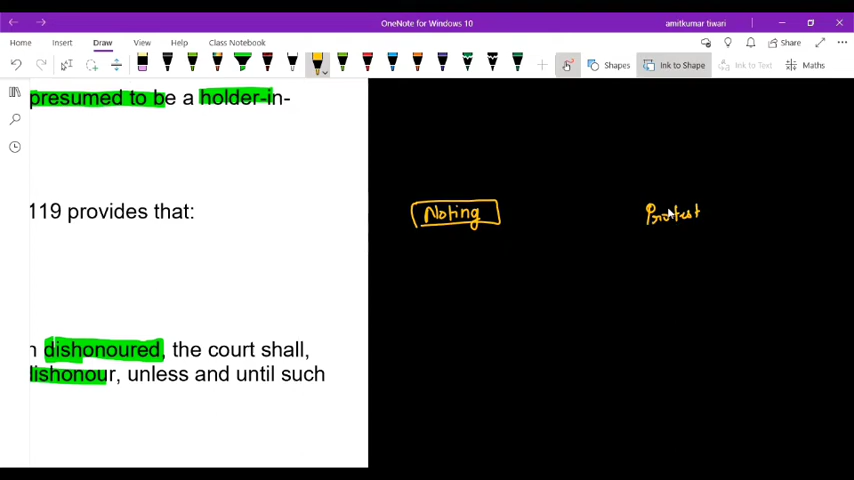 OneNote for Windows 10
amitkumar tiwari
Home Insert Draw View Help Class Notebook
Share
Shapes Ink to Shape Ink to Text Maths
presumed to be a holder-in-
119 provides that:
Noting
Protest
n dishonoured, the court shall,
dishonour, unless and until such